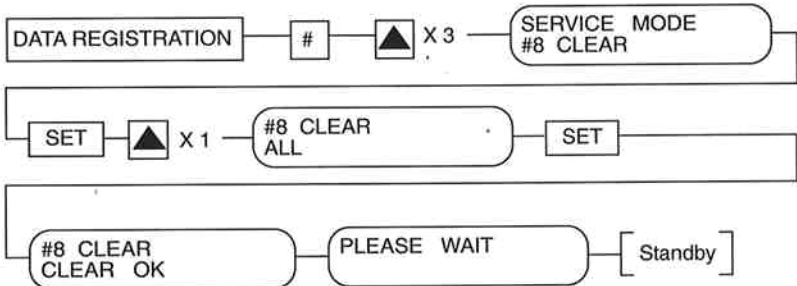 DATA REGISTRATION # X 3 SERVICE MODE
#8 CLEAR
SET X 1 #8 CLEAR
ALL
SET
#8 CLEAR
CLEAR OK
PLEASE WAIT
Standby